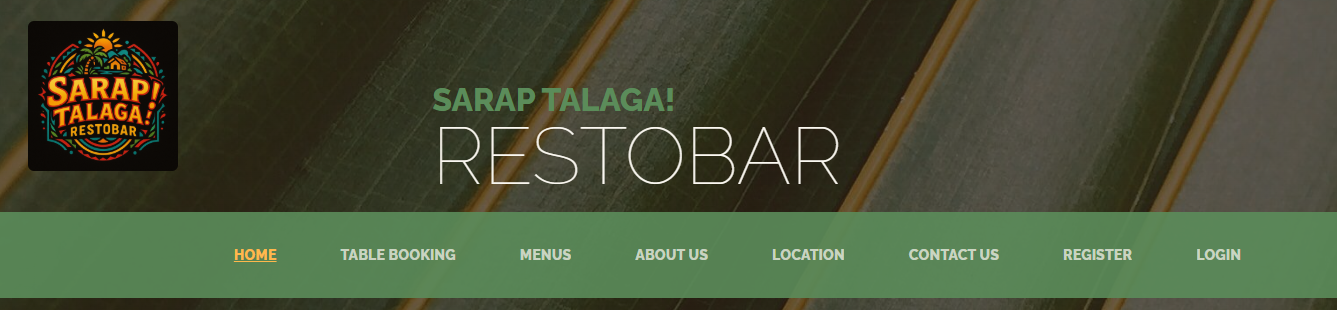 SARAP!
TALAGA!
RESTOBAR
SARAP TALAGA!
RESTOBAR
HOME TABLE BOOKING MENUS ABOUT US LOCATION CONTACT US REGISTER LOGIN